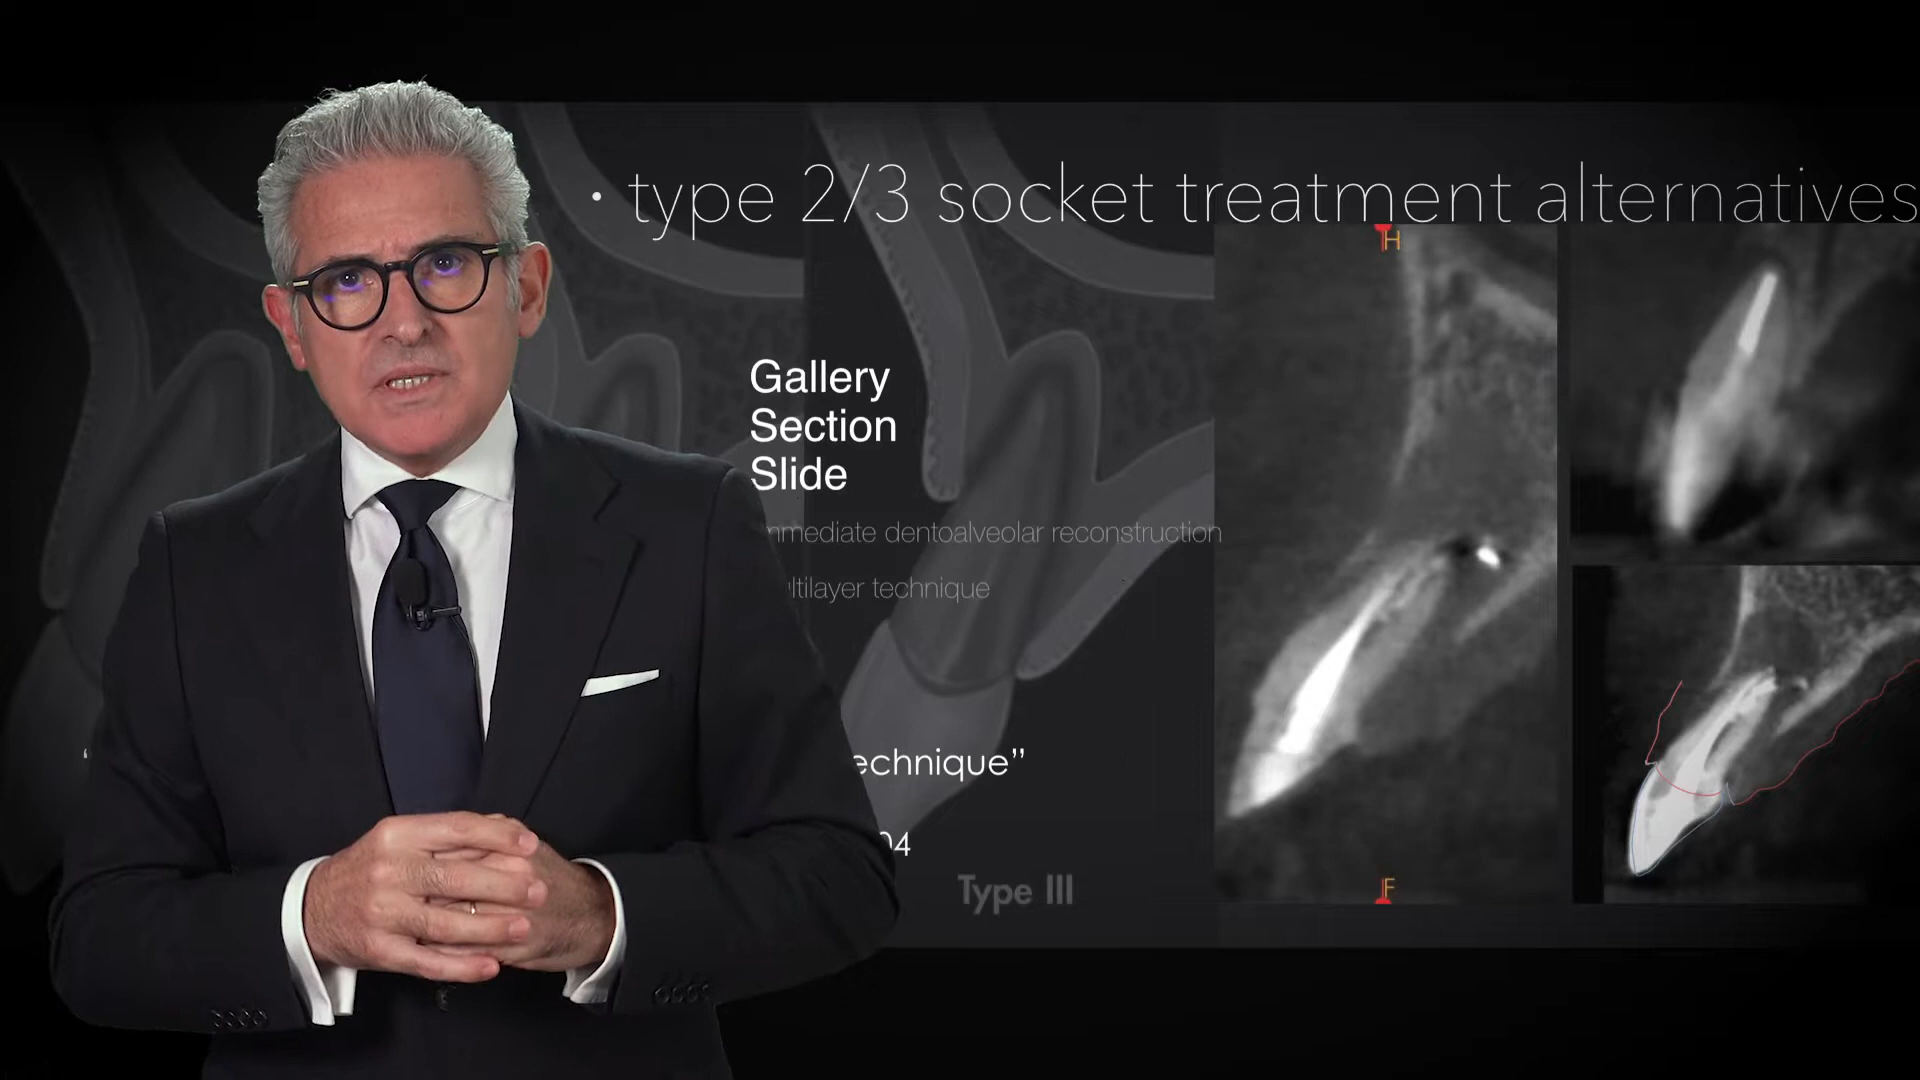 · type 2/3 socket treatment alternatives
H
Gallery
Section
Slide
mmediate dentoalveolar reconstruction
ltilayer technique
echnique”
04
F
Type III